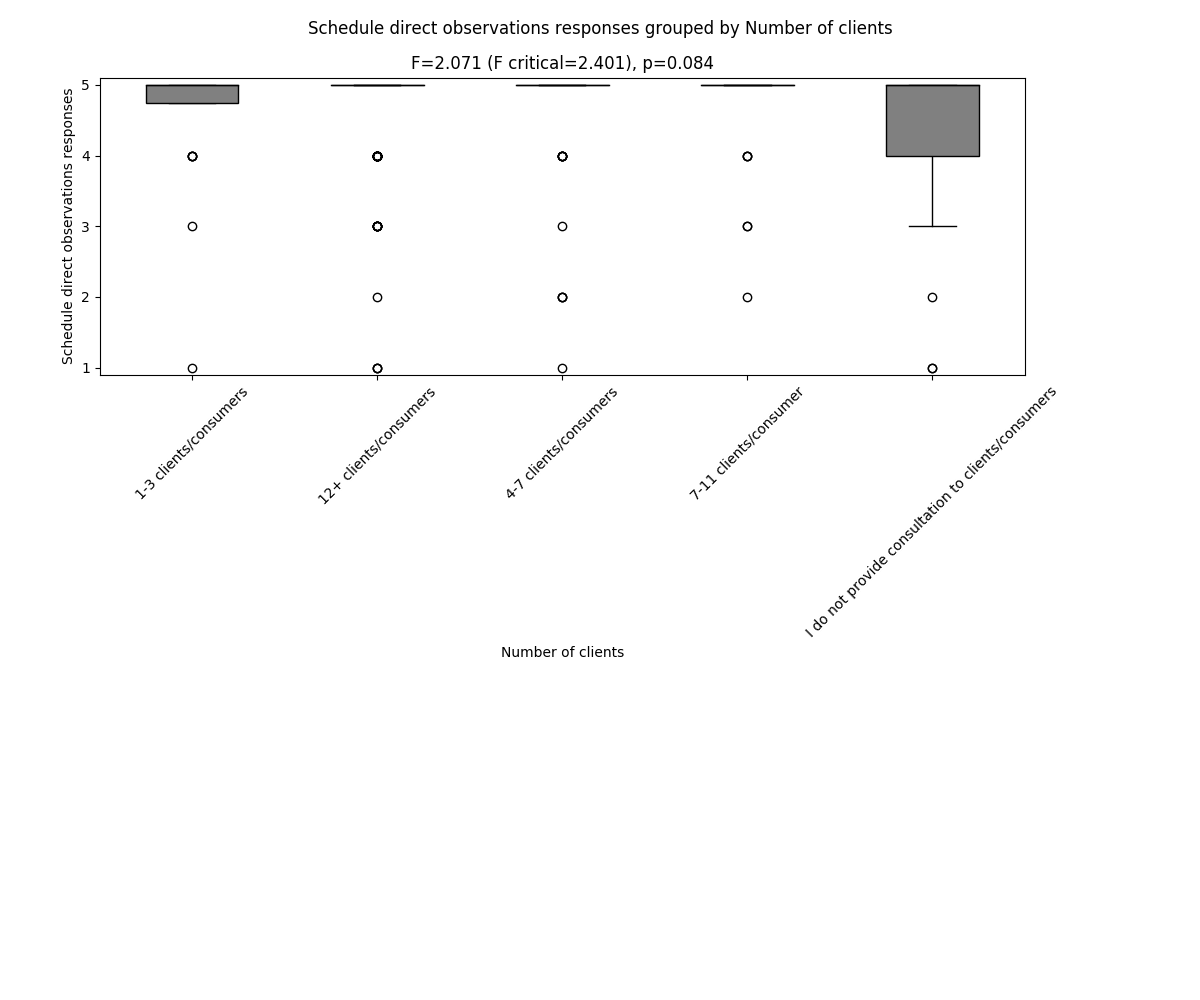 Schedule direct observations responses grouped by Number of clients
F=2.071 (F critical=2.401), p=0.084
Schedule direct observations responses
5
4
3
2
1
1-3 clients/consumers
12+ clients/consumers
4-7 clients/consumers
7-11 clients/consumer
I do not provide consultation to clients/consumers
Number of clients